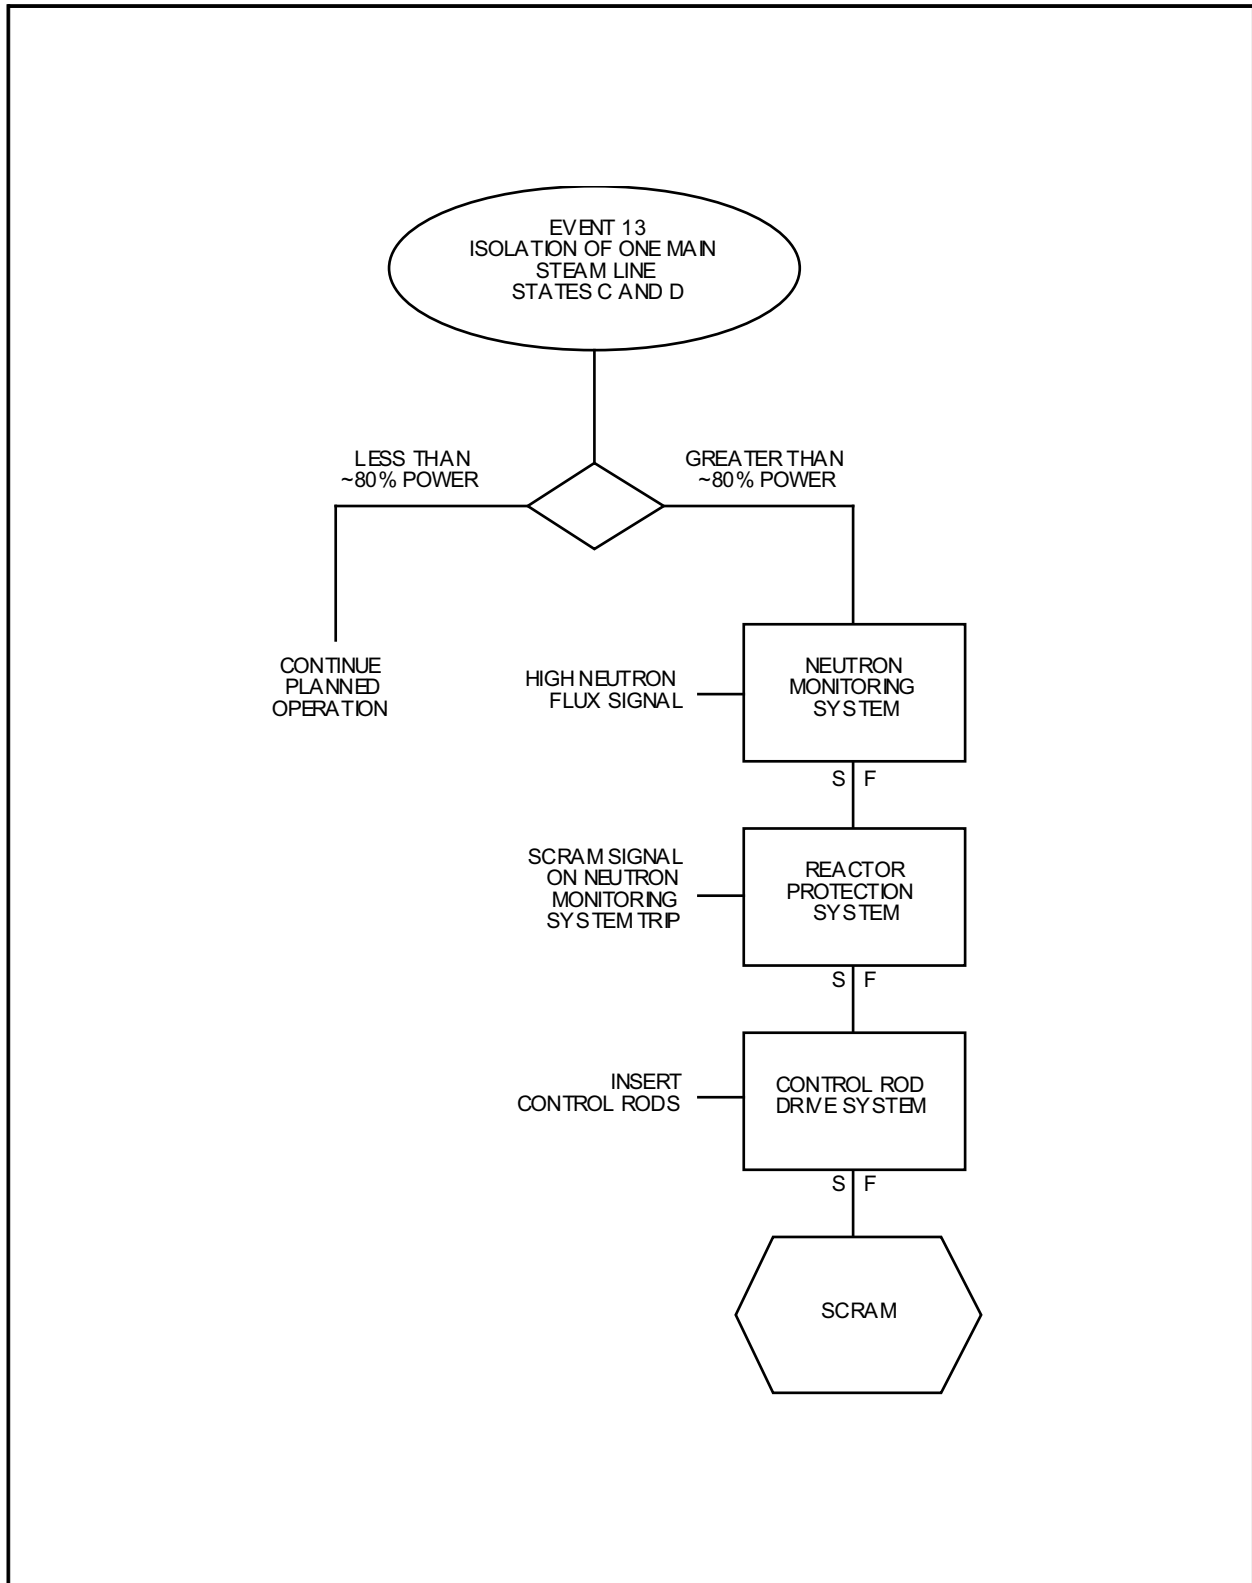 EVENT 13
ISOLATION OF ONE MAIN
STEAM LINE
STATES C AND D
LESS THAN
~80% POWER
GREATER THAN
~80% POWER
CONTINUE
PLANNED
OPERATION
HIGH NEUTRON
FLUX SIGNAL
NEUTRON
MONITORING
SYSTEM
S F
SCRAM SIGNAL
ON NEUTRON
MONITORING
SYSTEM TRIP
REACTOR
PROTECTION
SYSTEM
S F
INSERT
CONTROL RODS
CONTROL ROD
DRIVE SYSTEM
S F
SCRAM